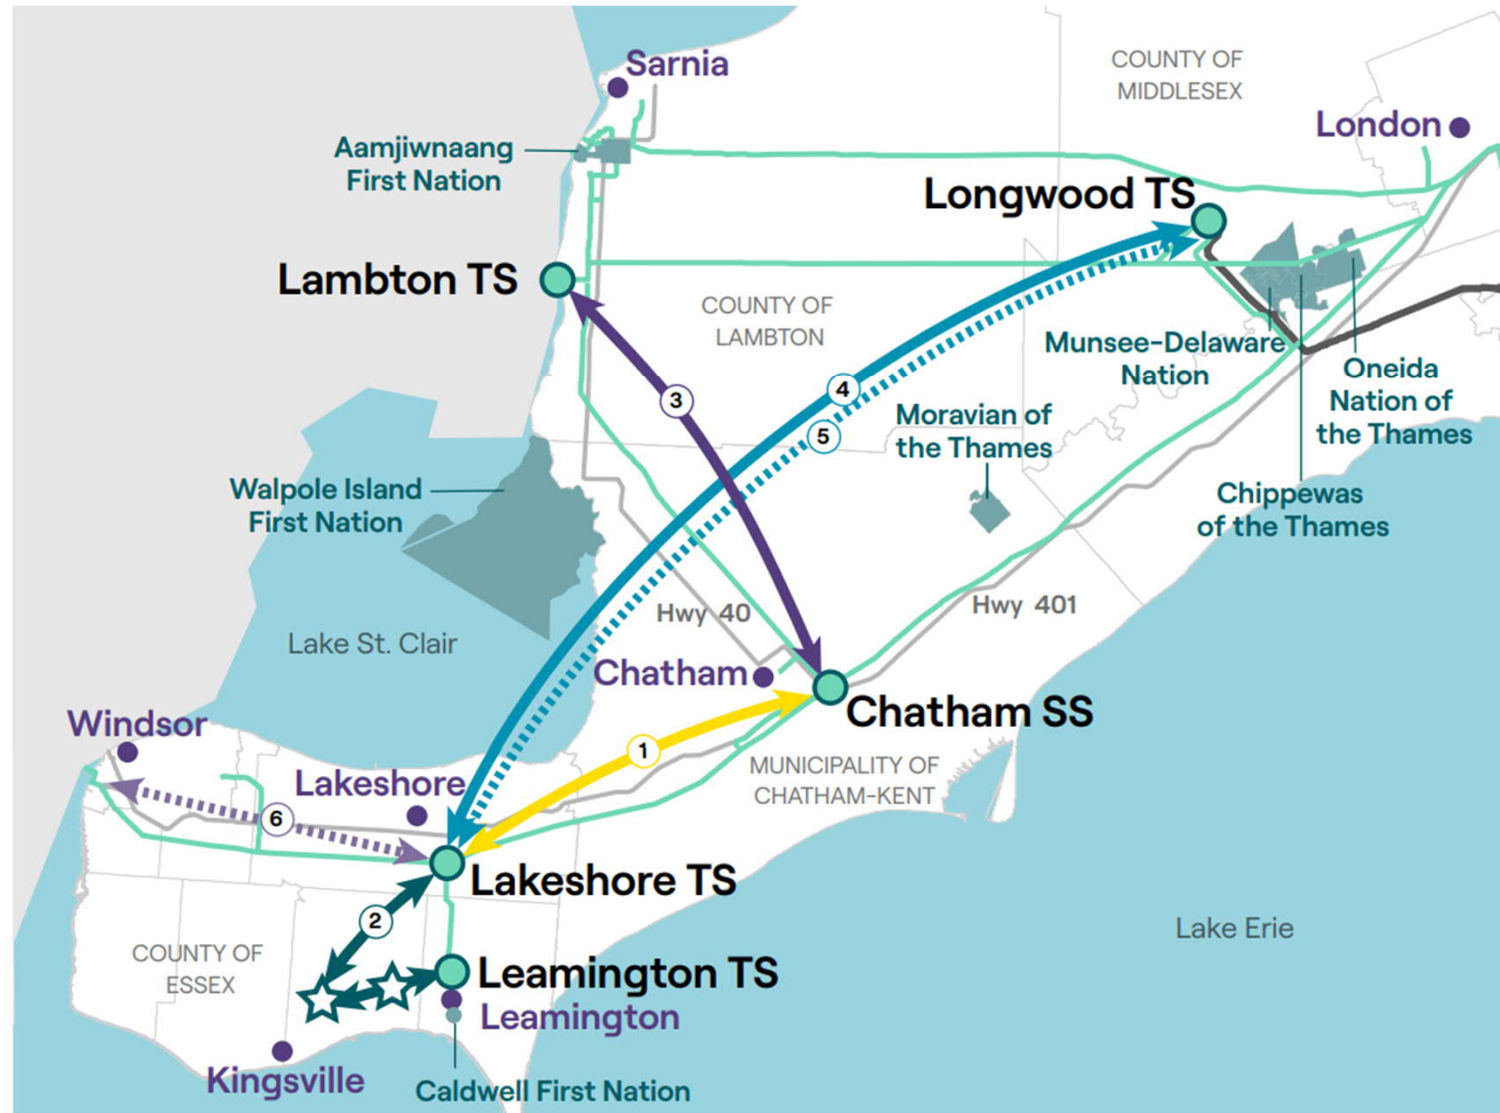 Sarnia
COUNTY OF
MIDDLESEX
London
Aamjiwnaang
First Nation
Longwood TS
Lambton TS
COUNTY OF
LAMBTON
Munsee-Delaware
Nation
Oneida
Nation of
the Thames
3
4
5
Moravian of
the Thames
Walpole Island
First Nation
Chippewas
of the Thames
Hwy 40
Hwy 401
Lake St. Clair
Chatham
Chatham SS
Windsor
1
MUNICIPALITY OF
CHATHAM-KENT
Lakeshore
6
Lakeshore TS
2
Lake Erie
COUNTY OF
ESSEX
Leamington TS
Leamington
Kingsville
Caldwell First Nation